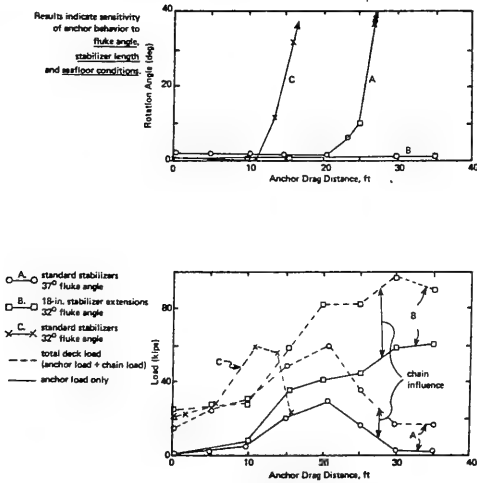 Results indicate sensitivity
of anchor behavior to
fluke angle,
stabilizer length
and seafloor conditions.
Rotation Angle (deg)
40
20
0
C
A
B
0
10
20
30
40
Anchor Drag Distance, ft
A. standard stabilizers
37° fluke angle
B. 18-in. stabilizer extensions
32° fluke angle
C. standard stabilizers
32° fluke angle
total deck load
(anchor load + chain load)
anchor load only
Load (kips)
80
40
0
C
B
chain
influence
A
0
10
20
30
40
Anchor Drag Distance, ft